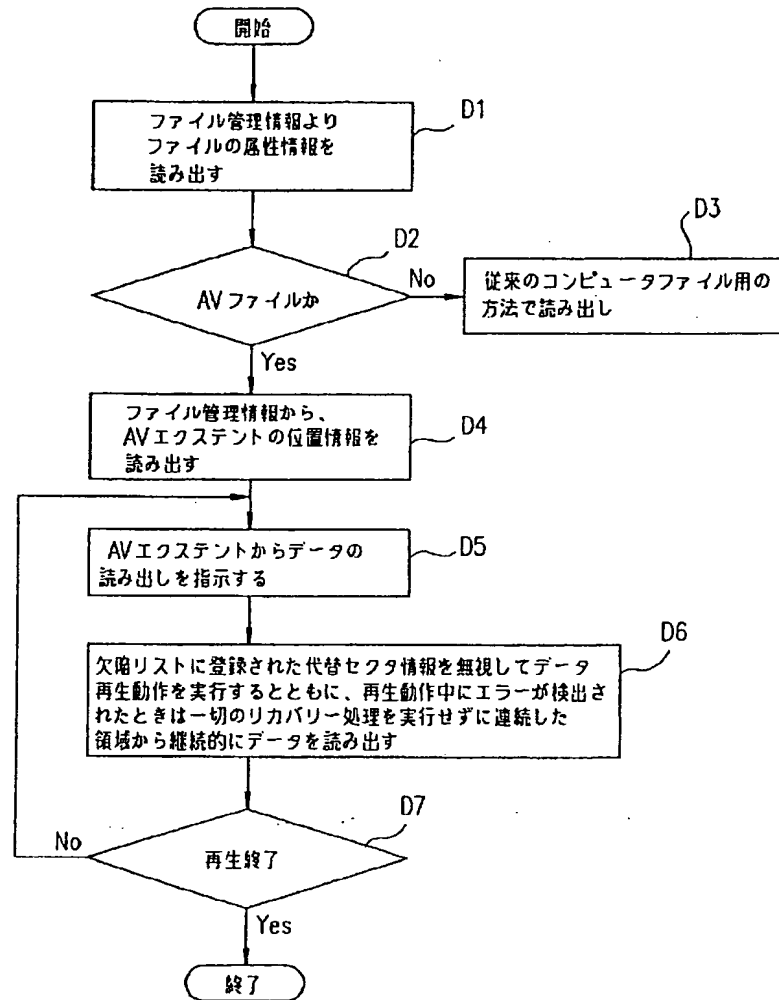 開始
D1
ファイル管理情報より
ファイルの属性情報を
読み出す
D2
AVファイルか
No
D3
従来のコンピュータファイル用の
方法で読み出し
Yes
D4
ファイル管理情報から、
AVエクステントの位置情報を
読み出す
D5
AVエクステントからデータの
読み出しを指示する
D6
欠陥リストに登録された代替セクタ情報を無視してデータ
再生動作を実行するとともに、再生動作中にエラーが検出さ
れたときは一切のリカバリー処理を実行せずに連続した
領域から継続的にデータを読み出す
D7
No
再生終了
Yes
終了